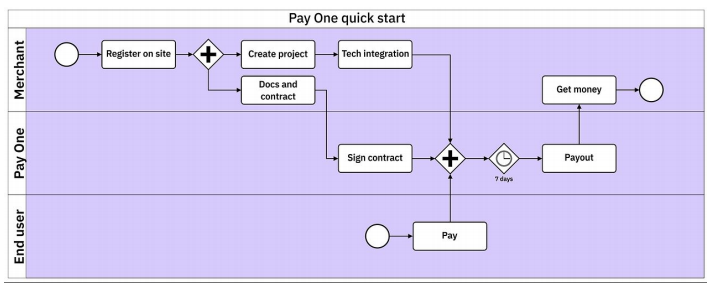 Pay One quick start
Merchant
Register on site
Create project
Tech integration
Docs and
contract
Get money
Pay One
Sign contract
7 days
Payout
End user
Pay